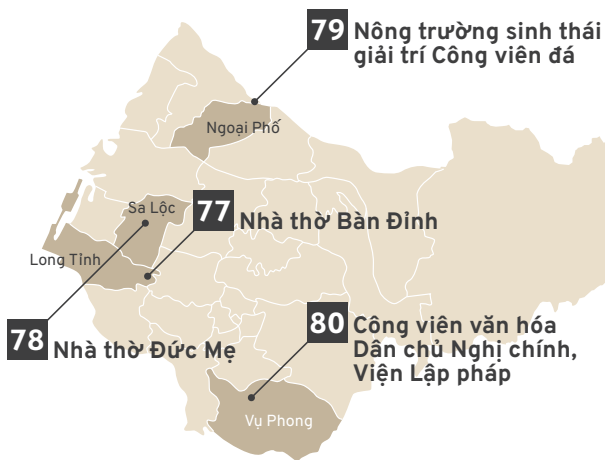 79 Nông trường sinh thái
giải trí Công viên đá
Ngoại Phố
Sa Lộc
77 Nhà thờ Bàn Đỉnh
Long Tỉnh
78 Nhà thờ Đức Mẹ
80 Công viên văn hóa
Dân chủ Nghị chính,
Viện Lập pháp
Vụ Phong